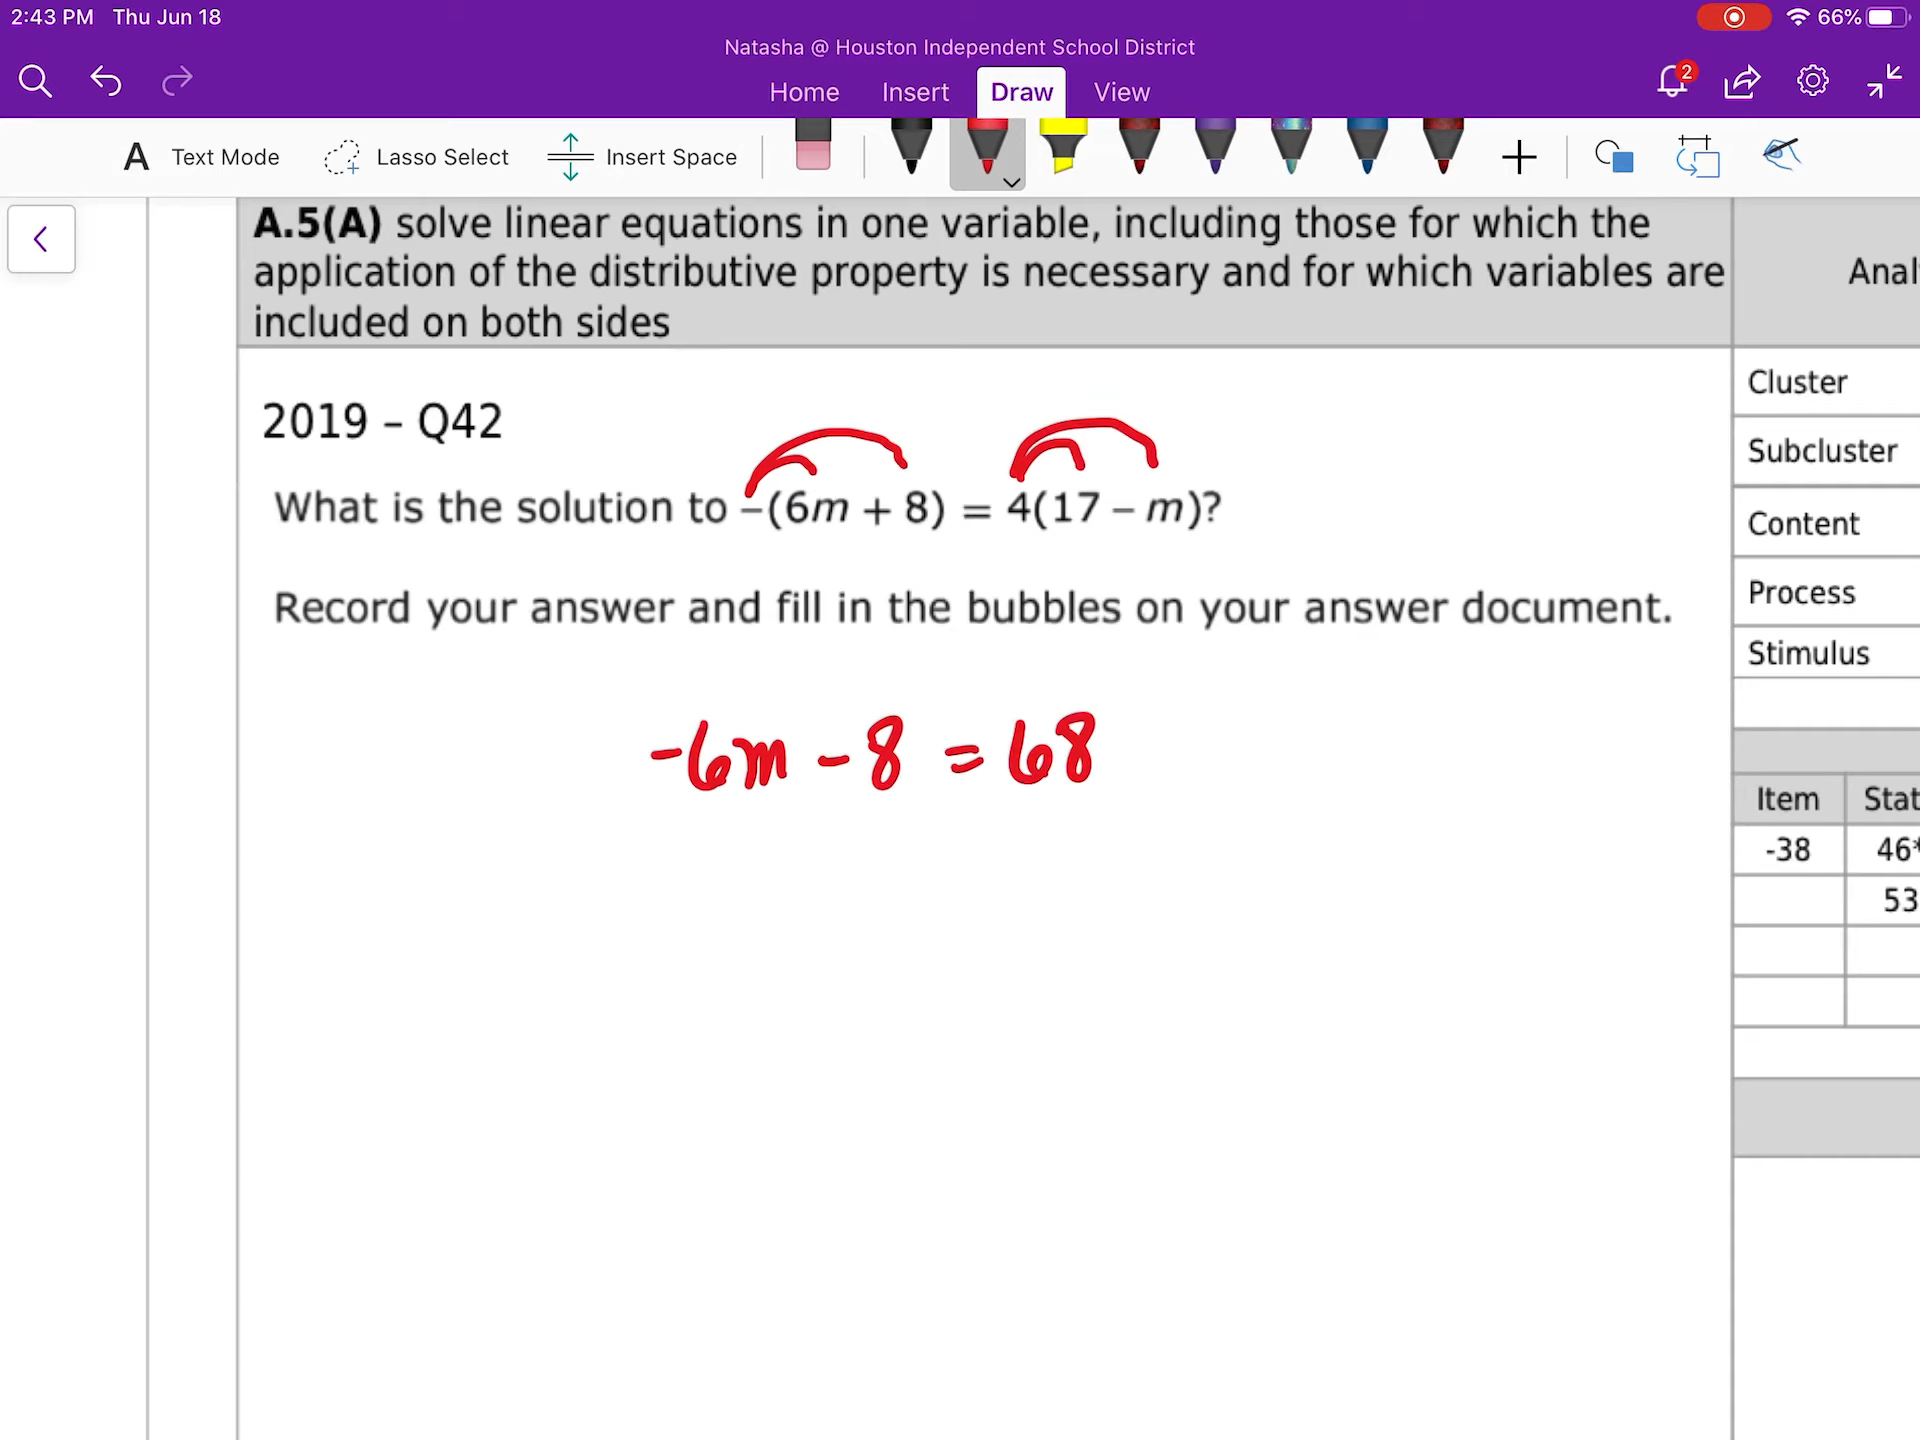 2:43 PM Thu Jun 18
66%
Natasha @ Houston Independent School District
Home Insert Draw View
2
A Text Mode Lasso Select Insert Space
A.5(A) solve linear equations in one variable, including those for which the
application of the distributive property is necessary and for which variables are
included on both sides
Anal
2019 – Q42
What is the solution to –(6m + 8) = 4(17 – m)?
Record your answer and fill in the bubbles on your answer document.
-6m - 8 = 68
Cluster
Subcluster
Content
Process
Stimulus
Item Stat
-38 46*
53